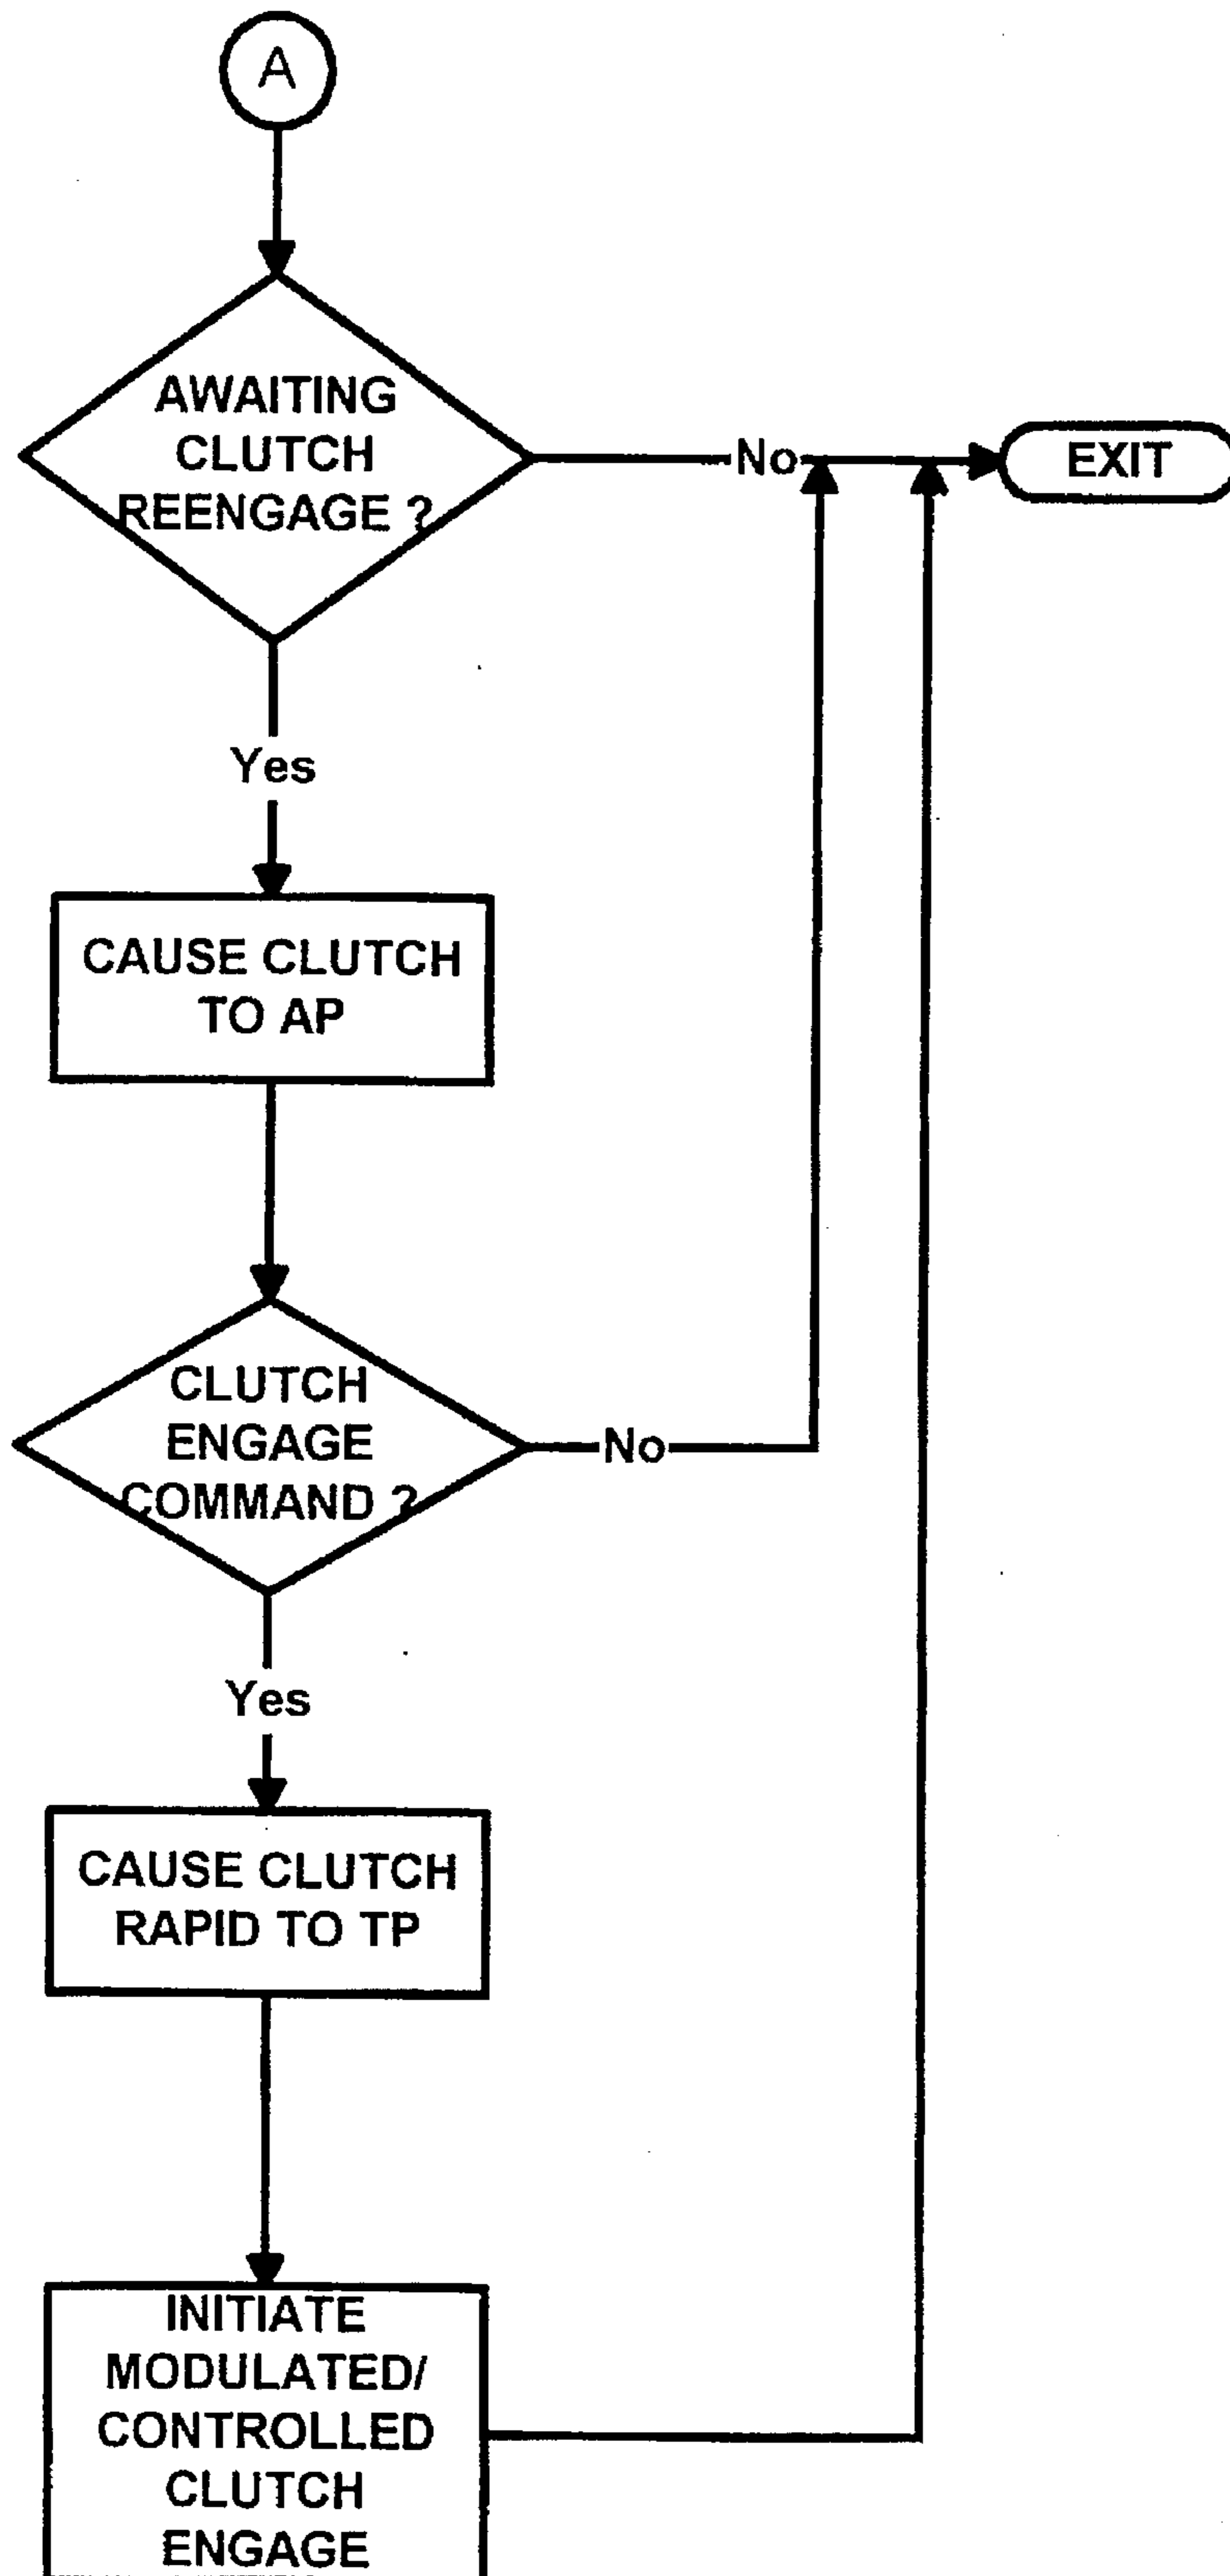 A
AWAITING
CLUTCH
REENGAGE ?
No
EXIT
Yes
CAUSE CLUTCH
TO AP
CLUTCH
ENGAGE
COMMAND ?
No
Yes
CAUSE CLUTCH
RAPID TO TP
INITIATE
MODULATED/
CONTROLLED
CLUTCH
ENGAGE